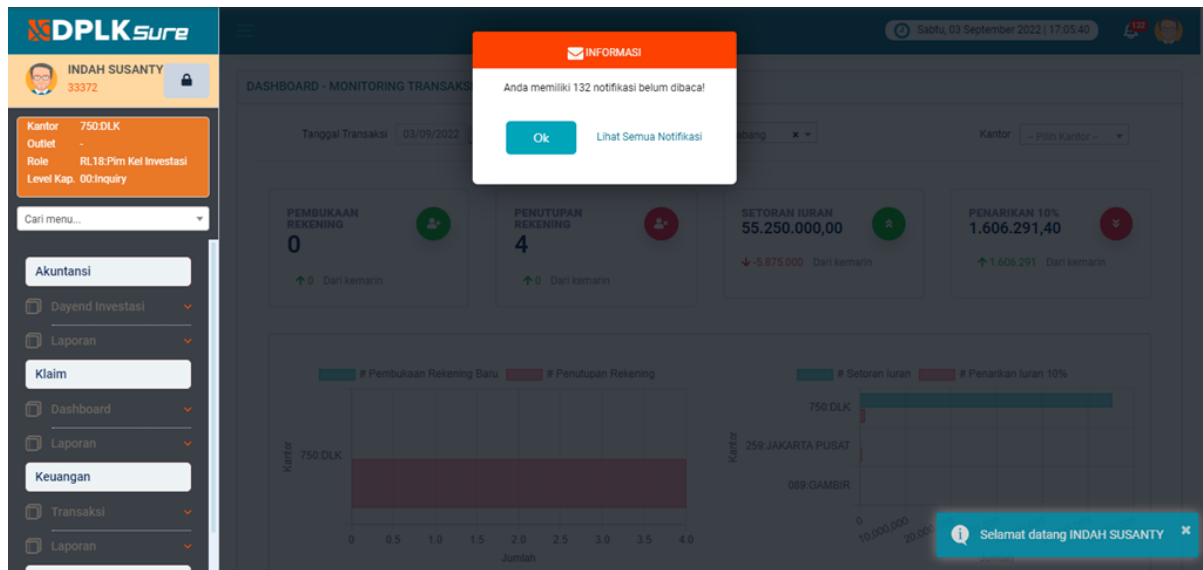 DPLKsure
INDAH SUSANTY
33372
Kantor 750:DLK
Outlet -
Role RL18:Pim Kel Investasi
Level Kap. 00:Inquiry
Cari menu...
Akuntansi
Dayend Investasi
Laporan
Klaim
Dashboard
Laporan
Keuangan
Transaksi
Laporan
Sabtu, 03 September 2022 | 17:05:40
132
INFORMASI
Anda memiliki 132 notifikasi belum dibaca!
Ok Lihat Semua Notifikasi
DASHBOARD - MONITORING TRANSAKS
Tanggal Transaksi 03/09/2022 abang × Kantor -- Pilih Kantor --
PEMBUKAAN REKENING
0
0 Dari kemarin
PENUTUPAN REKENING
4
0 Dari kemarin
SETORAN IURAN
55.250.000,00
-5.875.000 Dari kemarin
PENARIKAN 10%
1.606.291,40
1.606.291 Dari kemarin
# Pembukaan Rekening Baru # Penutupan Rekening
Kantor
750:DLK
0 0.5 1.0 1.5 2.0 2.5 3.0 3.5 4.0
Jumlah
# Setoran Iuran # Penarikan Iuran 10%
Kantor
750:DLK
259:JAKARTA PUSAT
089:GAMBIR
0 10,000,000
Selamat datang INDAH SUSANTY ×